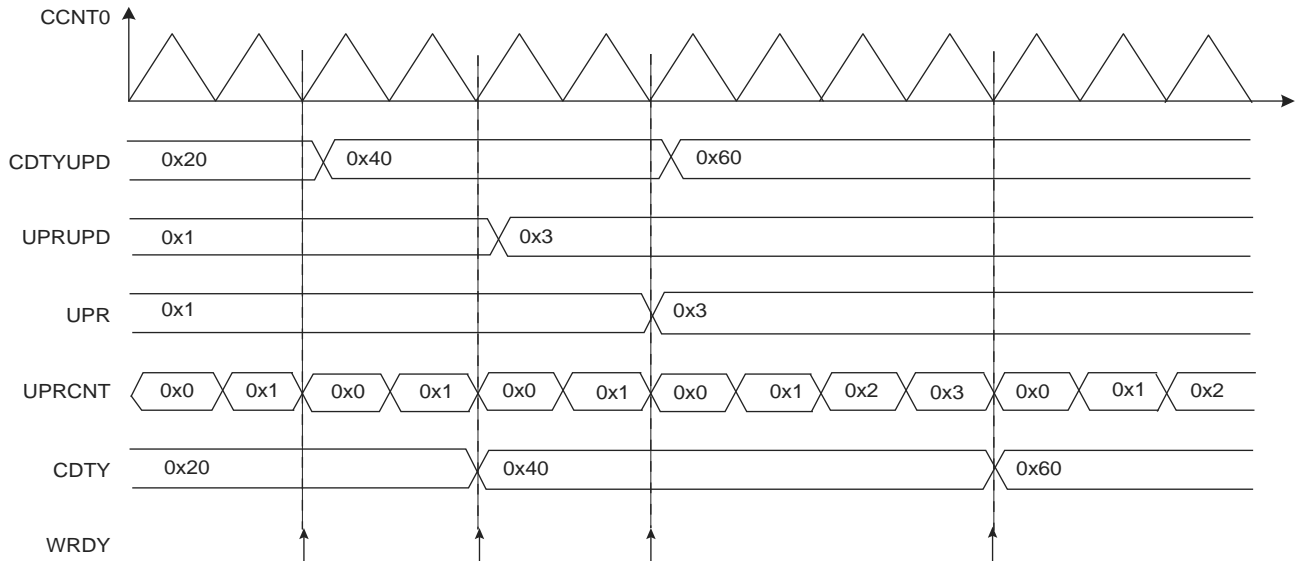 CCNT0
CDTYUPD 0x20 0x40 0x60
UPRUPD 0x1 0x3
UPR 0x1 0x3
UPRCNT 0x0 0x1 0x0 0x1 0x0 0x1 0x0 0x1 0x2 0x3 0x0 0x1 0x2
CDTY 0x20 0x40 0x60
WRDY